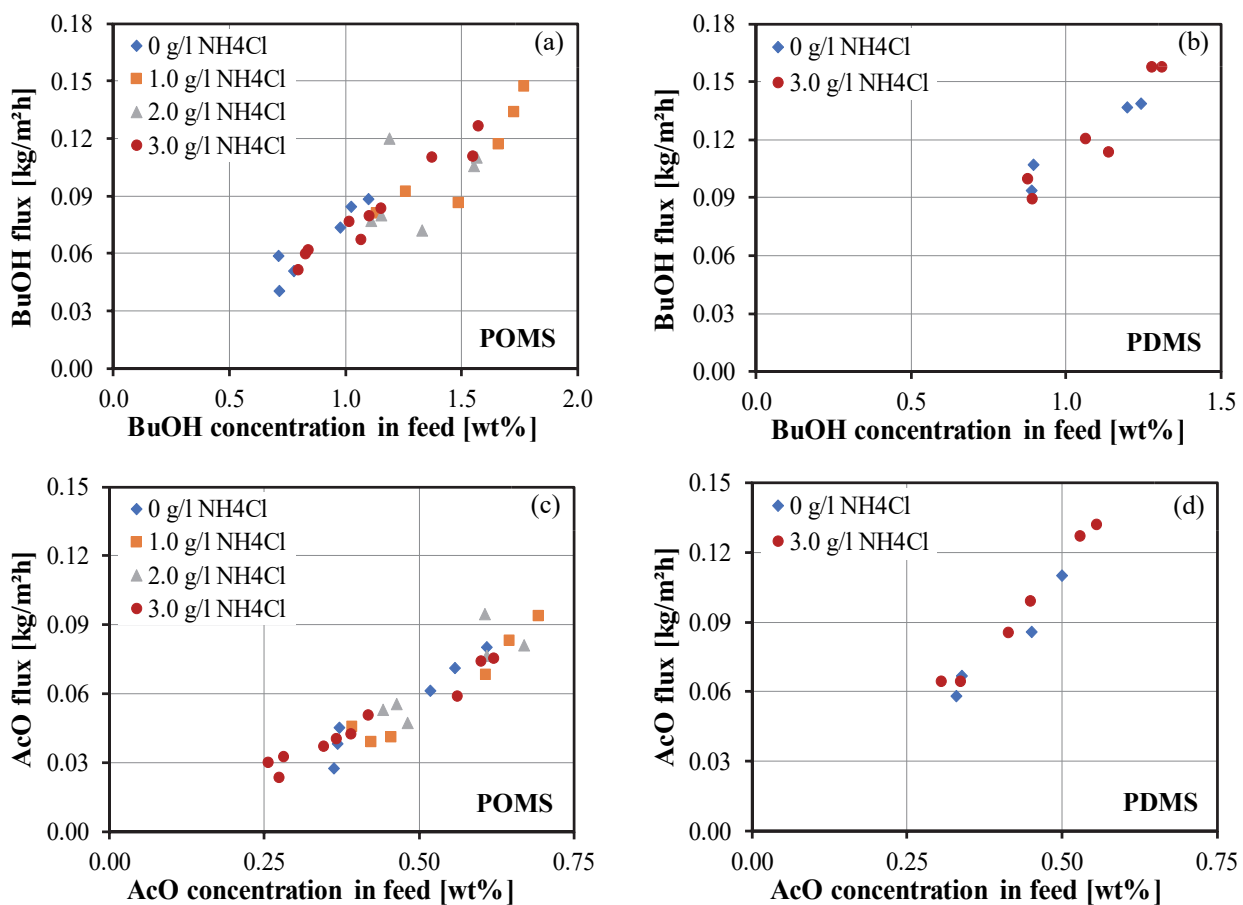 BuOH flux [kg/m²h]
0.18
0.15
0.12
0.09
0.06
0.03
0.00
0 g/l NH4Cl
1.0 g/l NH4Cl
2.0 g/l NH4Cl
3.0 g/l NH4Cl
(a)
POMS
0.0 0.5 1.0 1.5 2.0
BuOH concentration in feed [wt%]
BuOH flux [kg/m²h]
0.18
0.15
0.12
0.09
0.06
0.03
0.00
0 g/l NH4Cl
3.0 g/l NH4Cl
(b)
PDMS
0.0 0.5 1.0 1.5
BuOH concentration in feed [wt%]
AcO flux [kg/m²h]
0.15
0.12
0.09
0.06
0.03
0.00
0 g/l NH4Cl
1.0 g/l NH4Cl
2.0 g/l NH4Cl
3.0 g/l NH4Cl
(c)
POMS
0.00 0.25 0.50 0.75
AcO concentration in feed [wt%]
AcO flux [kg/m²h]
0.15
0.12
0.09
0.06
0.03
0.00
0 g/l NH4Cl
3.0 g/l NH4Cl
(d)
PDMS
0.00 0.25 0.50 0.75
AcO concentration in feed [wt%]